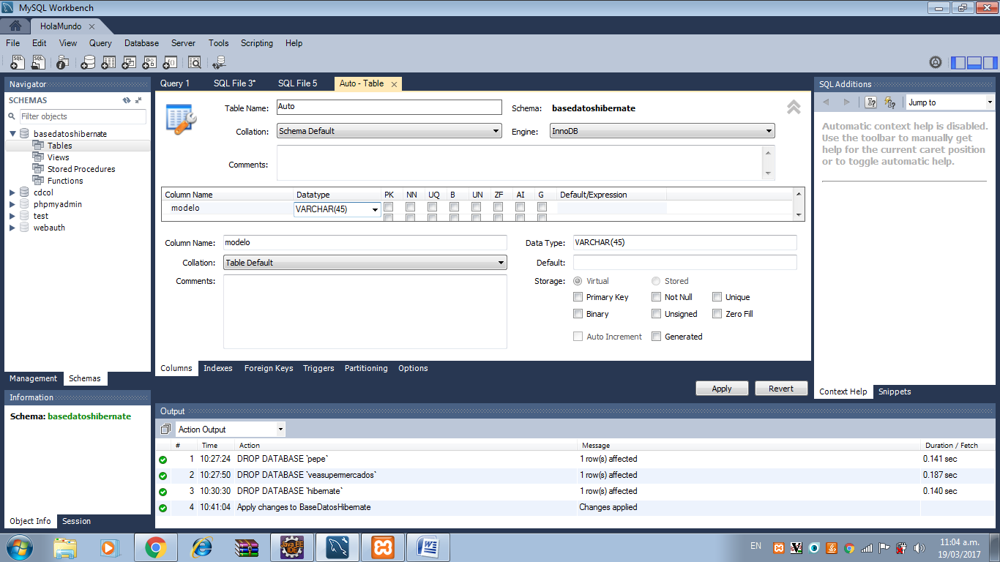 MySQL Workbench
HolaMundo
File Edit View Query Database Server Tools Scripting Help
Navigator
SCHEMAS
Filter objects
basedatoshibernate
Tables
Views
Stored Procedures
Functions
cdcol
phpmyadmin
test
webauth
Management Schemas
Information
Schema: basedatoshibernate
Object Info Session
Query 1 SQL File 3* SQL File 5 Auto - Table
Table Name: Auto Schema: basedatoshibernate
Collation: Schema Default Engine: InnoDB
Comments:
Column Name Datatype PK NN UQ B UN ZF AI G Default/Expression
modelo VARCHAR(45)
Column Name: modelo Data Type: VARCHAR(45)
Collation: Table Default Default:
Comments: Storage: Virtual Stored
Primary Key Not Null Unique
Binary Unsigned Zero Fill
Auto Increment Generated
Columns Indexes Foreign Keys Triggers Partitioning Options
Apply Revert
SQL Additions
Jump to
Automatic context help is disabled.
Use the toolbar to manually get
help for the current caret position
or to toggle automatic help.
Context Help Snippets
Output
Action Output
# Time Action Message Duration / Fetch
1 10:27:24 DROP DATABASE `pepe` 1 row(s) affected 0.141 sec
2 10:27:50 DROP DATABASE `veasupermercados` 1 row(s) affected 0.187 sec
3 10:30:30 DROP DATABASE `hibernate` 1 row(s) affected 0.140 sec
4 10:41:04 Apply changes to BaseDatosHibernate Changes applied
Java EE
IDE
EN
11:04 a.m.
19/03/2017